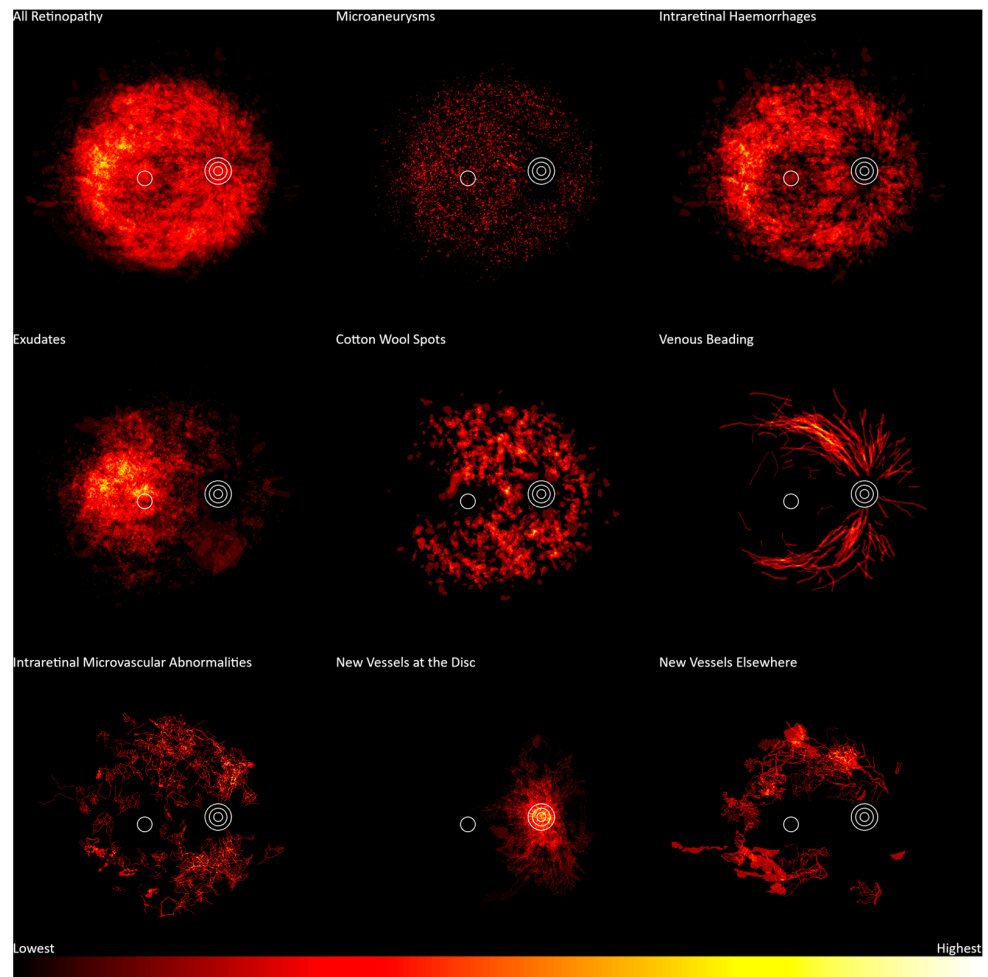 All Retinopathy
Microaneurysms
Intraretinal Haemorrhages
Exudates
Cotton Wool Spots
Venous Beading
Intraretinal Microvascular Abnormalities
New Vessels at the Disc
New Vessels Elsewhere
Lowest
Highest